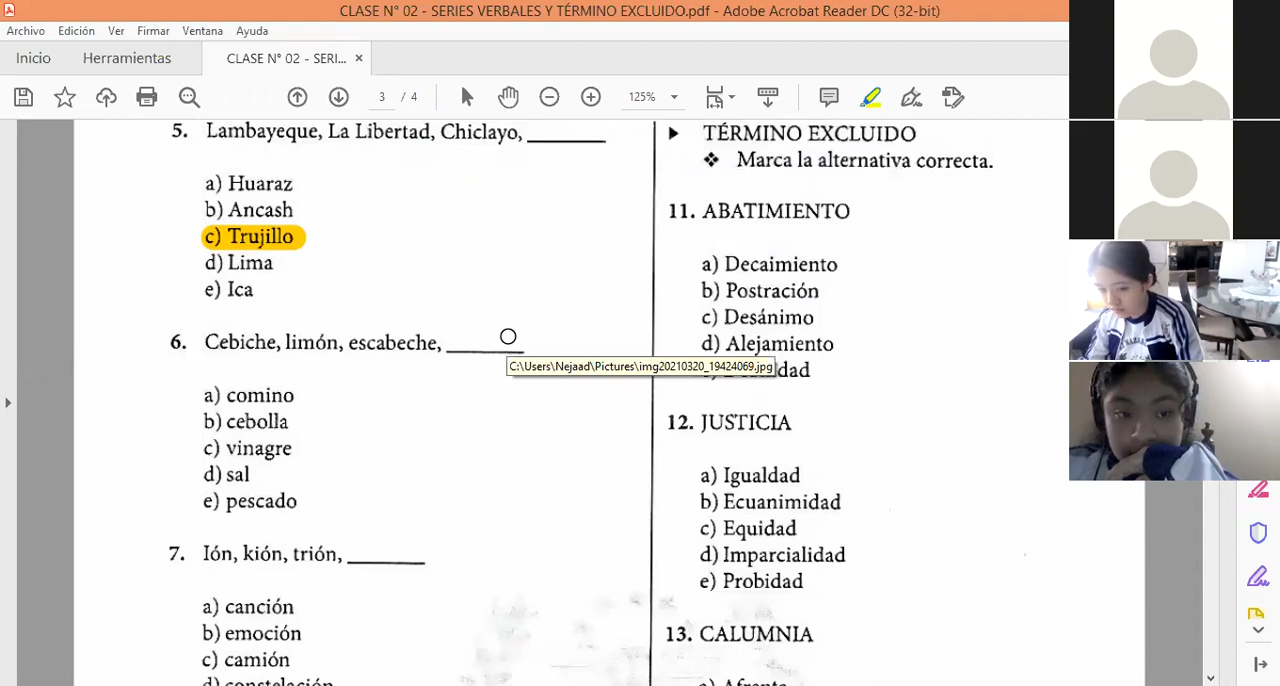 CLASE N° 02 - SERIES VERBALES Y TÉRMINO EXCLUIDO.pdf - Adobe Acrobat Reader DC (32-bit)
Archivo Edición Ver Firmar Ventana Ayuda
Inicio Herramientas CLASE N° 02 - SERI... ×
3 / 4 125%
5. Lambayeque, La Libertad, Chiclayo, ________
a) Huaraz
b) Ancash
c) Trujillo
d) Lima
e) Ica
6. Cebiche, limón, escabeche, ________
C:\Users\Nejaad\Pictures\img20210320_19424069.jpg
a) comino
b) cebolla
c) vinagre
d) sal
e) pescado
7. Ión, kión, trión, ________
a) canción
b) emoción
c) camión
d) constelación
TÉRMINO EXCLUIDO
Marca la alternativa correcta.
11. ABATIMIENTO
a) Decaimiento
b) Postración
c) Desánimo
d) Alejamiento
12. JUSTICIA
a) Igualdad
b) Ecuanimidad
c) Equidad
d) Imparcialidad
e) Probidad
13. CALUMNIA
a) Afrenta